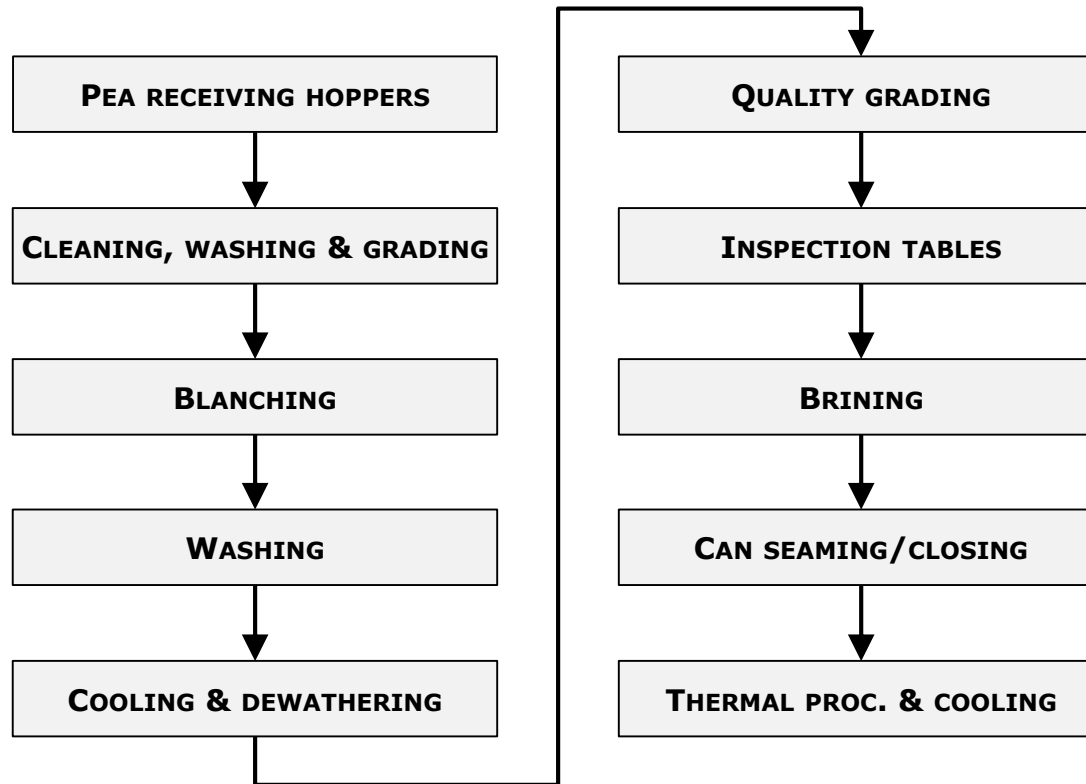 PEA RECEIVING HOPPERS
CLEANING, WASHING & GRADING
BLANCHING
WASHING
COOLING & DEWATHERING
QUALITY GRADING
INSPECTION TABLES
BRINING
CAN SEAMING/CLOSING
THERMAL PROC. & COOLING